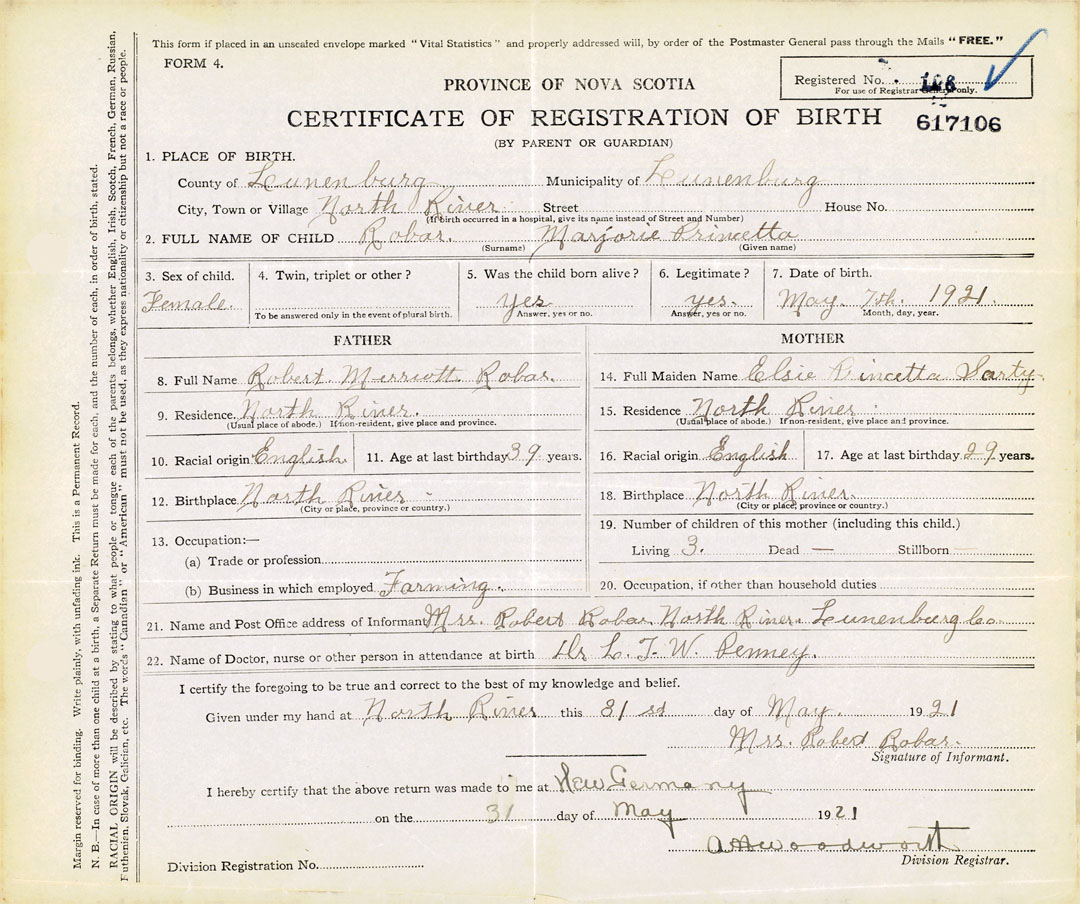 This form if placed in an unsealed envelope marked "Vital Statistics" and properly addressed will, by order of the Postmaster General pass through the Mails "FREE."
FORM 4.
Registered No.
For use of Registrar General only.
PROVINCE OF NOVA SCOTIA
CERTIFICATE OF REGISTRATION OF BIRTH
617106
(BY PARENT OR GUARDIAN)
1. PLACE OF BIRTH.
County of Lunenburg Municipality of Lunenburg
City, Town or Village North River Street House No.
(If birth occurred in a hospital, give its name instead of Street and Number)
2. FULL NAME OF CHILD Robar. Marjorie Princetta
(Surname) (Given name)
3. Sex of child. 4. Twin, triplet or other? 5. Was the child born alive? 6. Legitimate? 7. Date of birth.
Female. yes yes. May. 7th. 1921.
To be answered only in the event of plural birth. Answer, yes or no. Answer, yes or no. Month, day, year.
FATHER MOTHER
8. Full Name Robert Robar. 14. Full Maiden Name Elsie Princetta Sarty
9. Residence. North River. 15. Residence North River
(Usual place of abode.) If non-resident, give place and province. (Usual place of abode.) If non-resident, give place and province.
10. Racial origin English 11. Age at last birthday 39 years. 16. Racial origin English 17. Age at last birthday 29 years.
12. Birthplace North River 18. Birthplace North River.
(City or place, province or country.) (City or place, province or country.)
13. Occupation:— 19. Number of children of this mother (including this child.)
(a) Trade or profession Living 3. Dead — Stillborn —
(b) Business in which employed Farming. 20. Occupation, if other than household duties
21. Name and Post Office address of Informant Mrs. Robert Robar North River. Lunenburg Co.
22. Name of Doctor, nurse or other person in attendance at birth Dr L. T. W. Penney.
I certify the foregoing to be true and correct to the best of my knowledge and belief.
Given under my hand at North River this 31 st day of May. 1921
Mrs. Robert Robar.
Signature of Informant.
I hereby certify that the above return was made to me at New Germany
on the 31 day of May 1921
Woodworth
Division Registrar.
Division Registration No.
Margin reserved for binding. Write plainly, with unfading ink. This is a Permanent Record.
N. B.—In case of more than one child at a birth, a Separate Return must be made for each, and the number of each, in order of birth, stated.
RACIAL ORIGIN will be described by stating to what people or tongue each of the parents belongs, whether English, Irish, Scotch, French, German, Russian,
Ruthenian, Slovak, Galician, etc. The words "Canadian" or "American" must not be used, as they express nationality or citizenship but not a race or people.